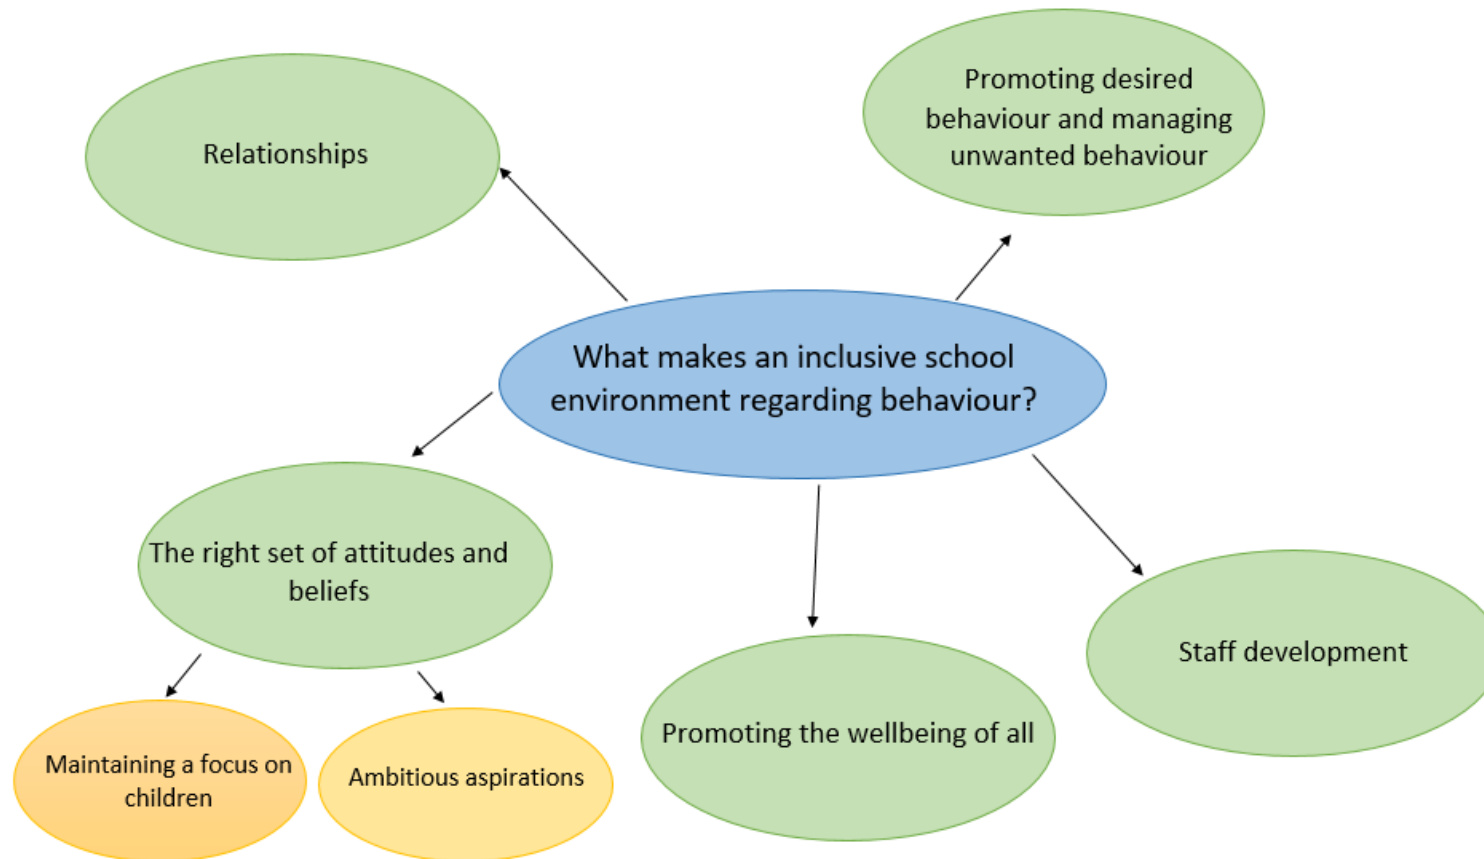 Relationships
Promoting desired
behaviour and managing
unwanted behaviour
What makes an inclusive school
environment regarding behaviour?
The right set of attitudes and
beliefs
Staff development
Promoting the wellbeing of all
Maintaining a focus on
children
Ambitious aspirations